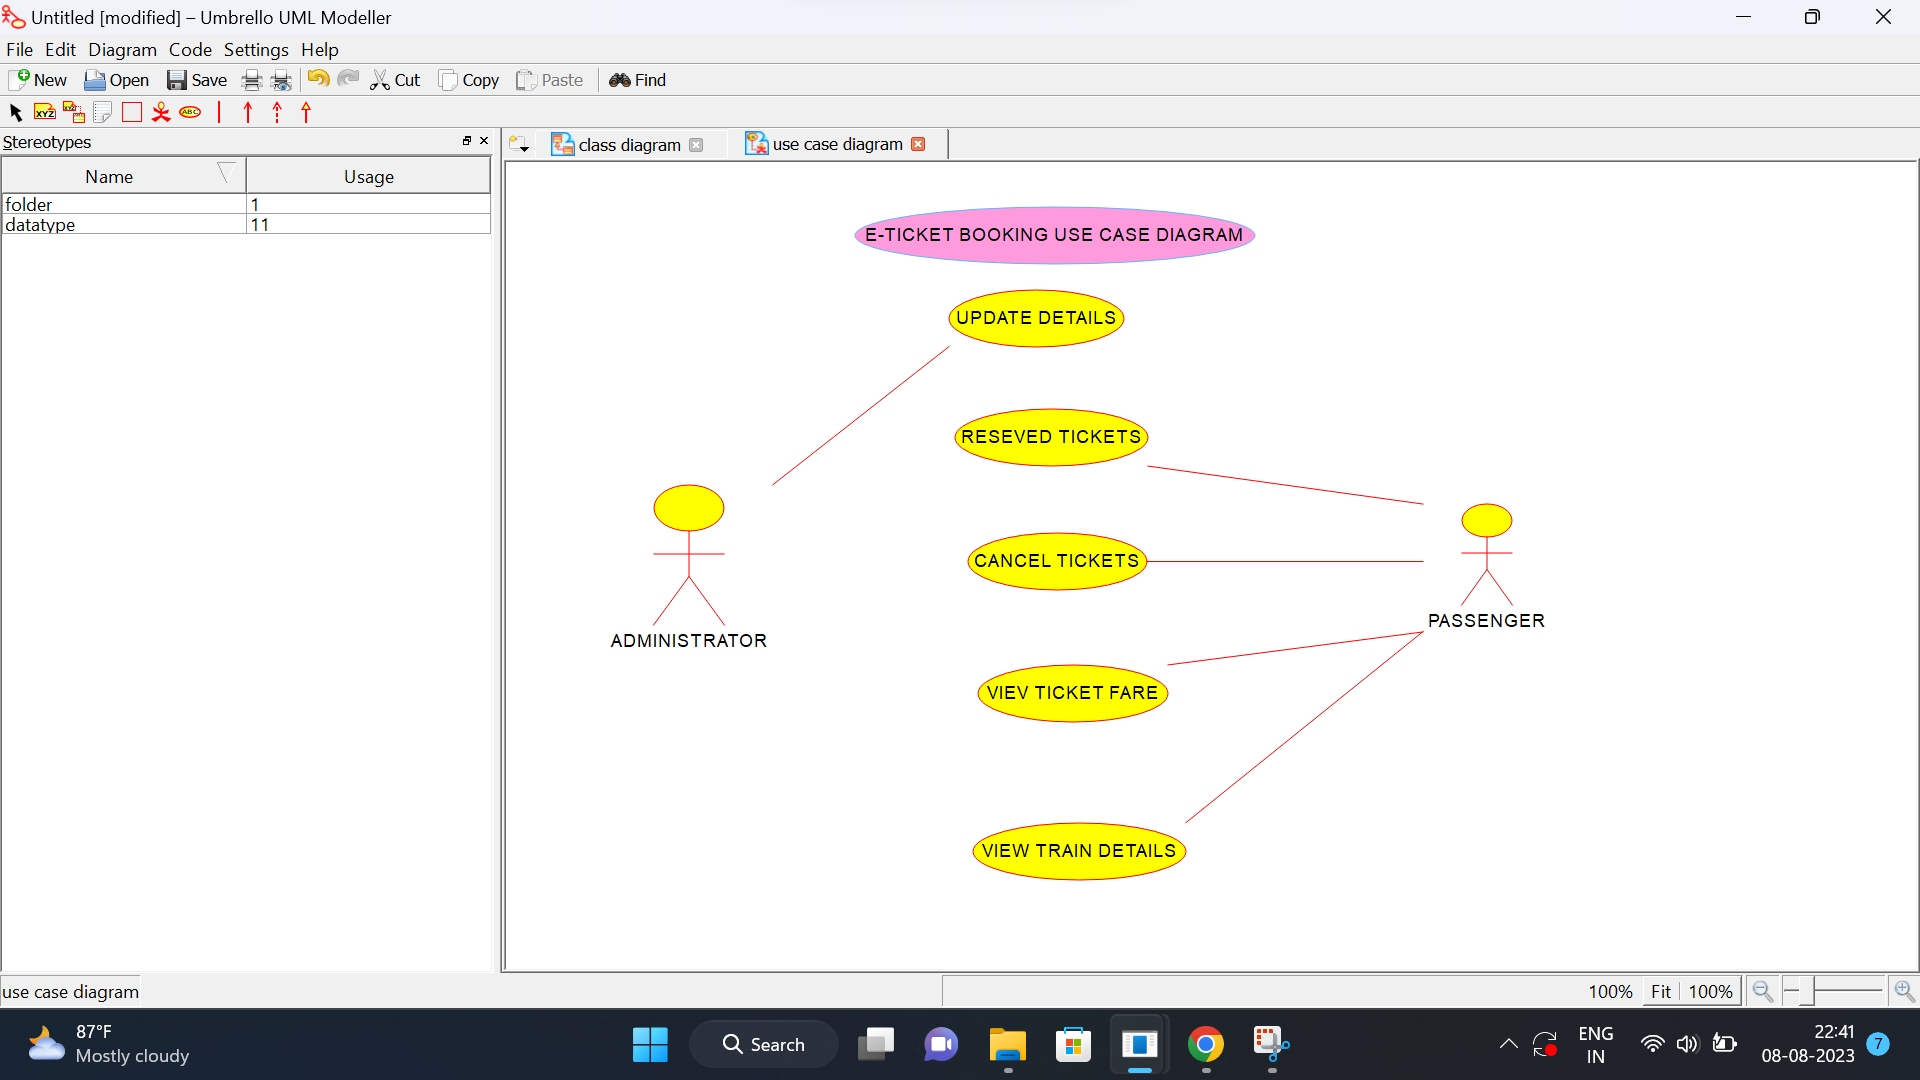 Untitled [modified] – Umbrello UML Modeller
File Edit Diagram Code Settings Help
New Open Save Cut Copy Paste Find
XYZ XYZ ABC
Stereotypes
class diagram use case diagram
Name Usage
folder 1
datatype 11
E-TICKET BOOKING USE CASE DIAGRAM
UPDATE DETAILS
RESEVED TICKETS
CANCEL TICKETS
PASSENGER
ADMINISTRATOR
VIEV TICKET FARE
VIEW TRAIN DETAILS
use case diagram 100% Fit 100%
87°F
Mostly cloudy
Search
ENG
IN
22:41
08-08-2023
7